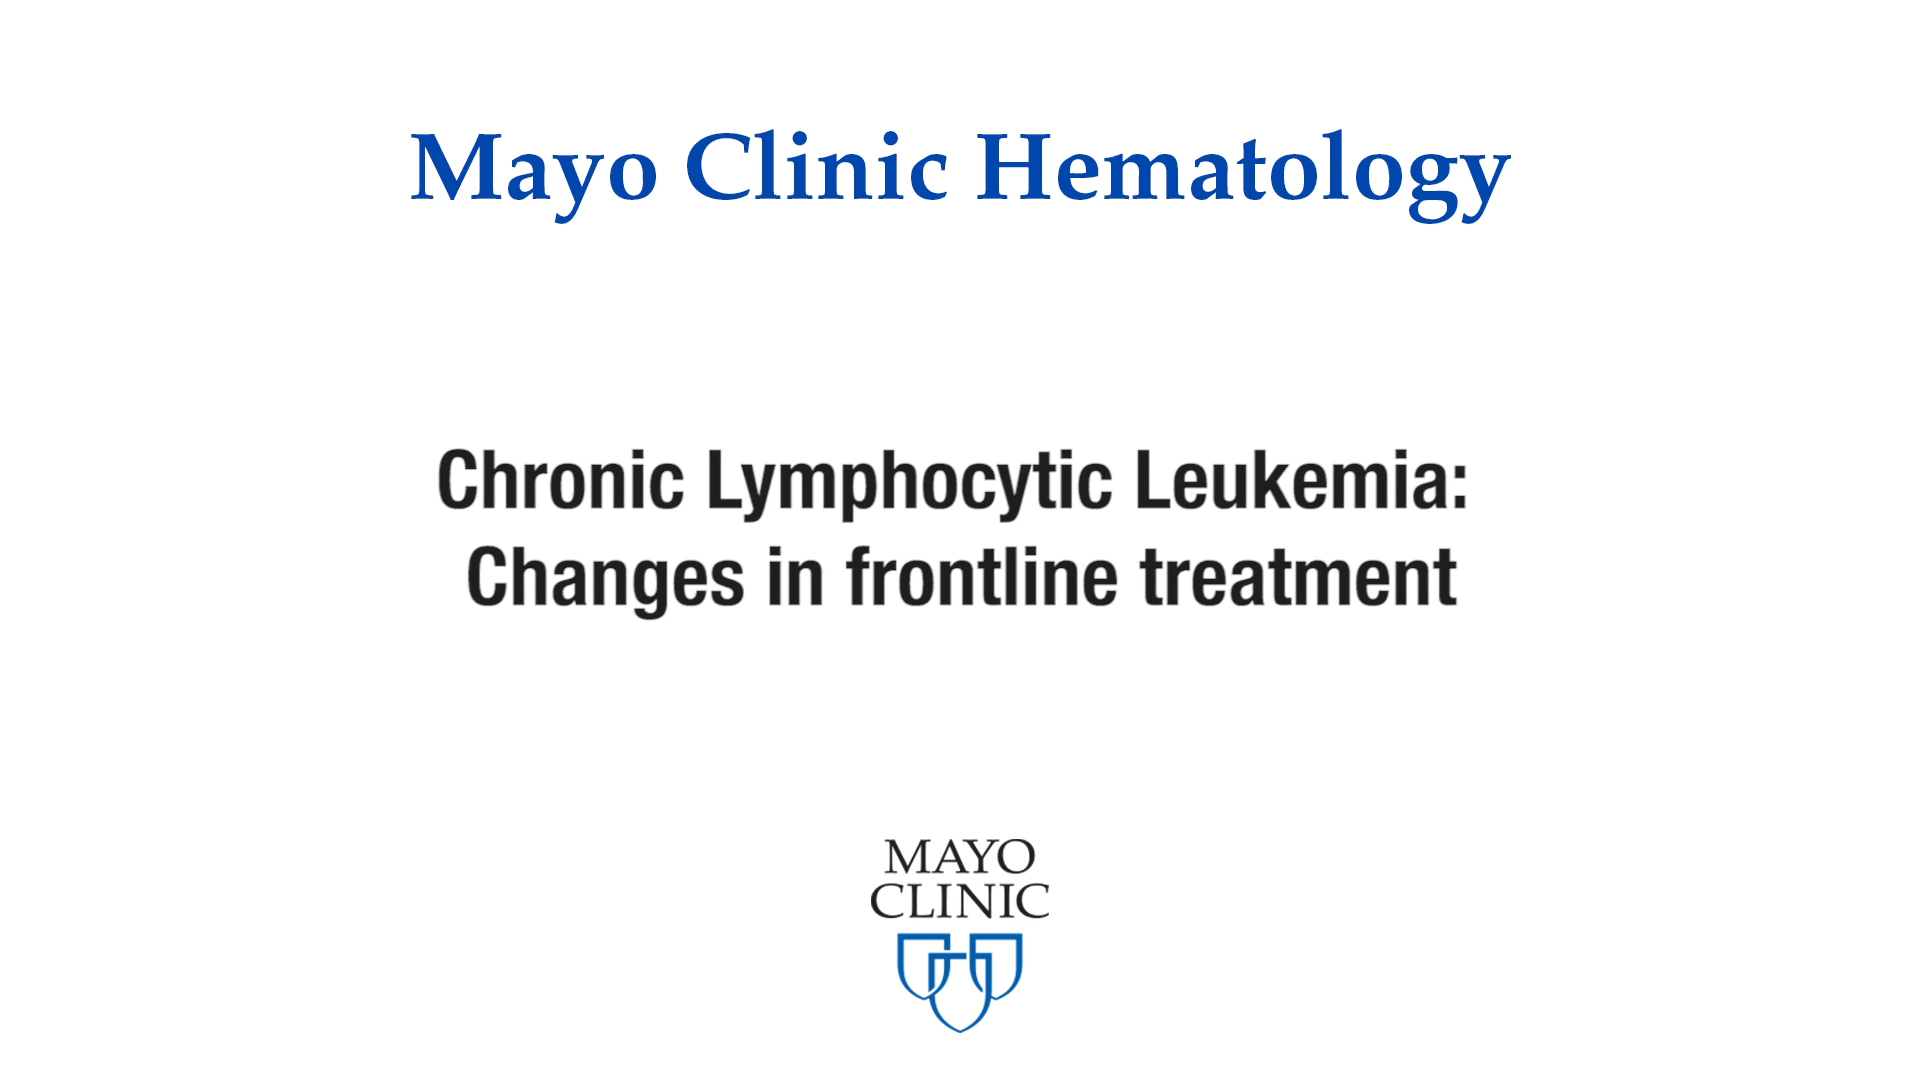 Mayo Clinic Hematology
Chronic Lymphocytic Leukemia:
Changes in frontline treatment
MAYO
CLINIC